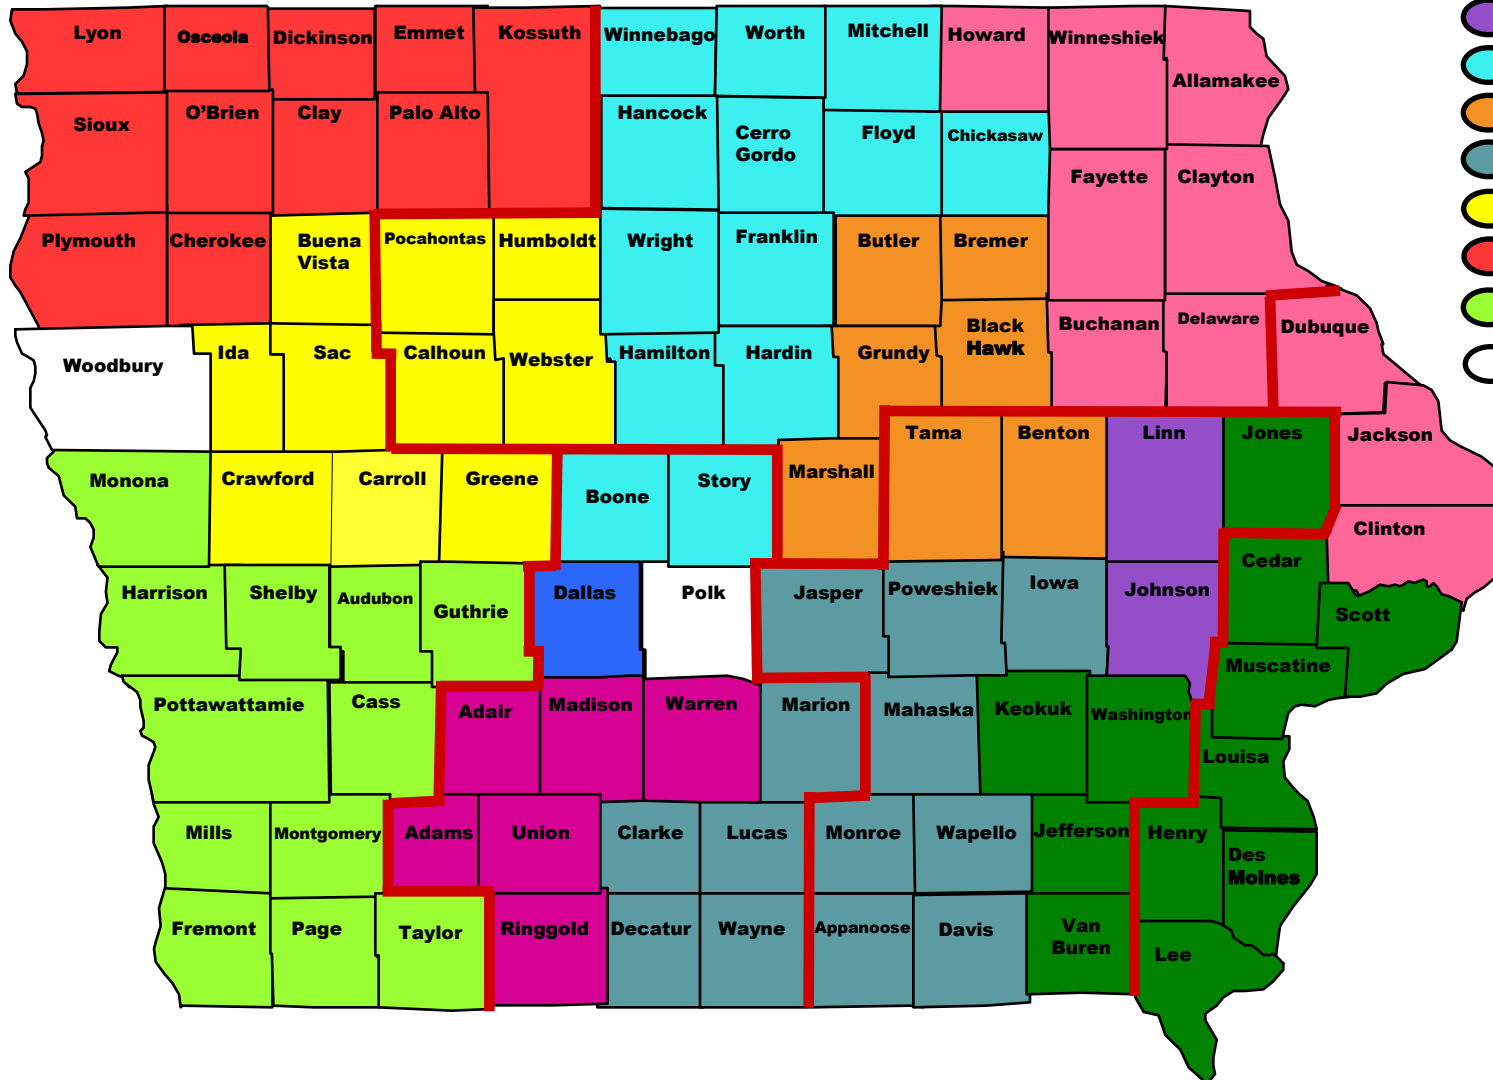 Lyon
Osceola
Dickinson
Emmet
Kossuth
Winnebago
Worth
Mitchell
Howard
Winneshiek
Allamakee
Sioux
O'Brien
Clay
Palo Alto
Hancock
Cerro
Gordo
Floyd
Chickasaw
Fayette
Clayton
Plymouth
Cherokee
Buena
Vista
Pocahontas
Humboldt
Wright
Franklin
Butler
Bremer
Woodbury
Ida
Sac
Calhoun
Webster
Hamilton
Hardin
Grundy
Black
Hawk
Buchanan
Delaware
Dubuque
Monona
Crawford
Carroll
Greene
Boone
Story
Marshall
Tama
Benton
Linn
Jones
Jackson
Clinton
Harrison
Shelby
Audubon
Guthrie
Dallas
Polk
Jasper
Poweshiek
Iowa
Johnson
Cedar
Scott
Muscatine
Pottawattamie
Cass
Adair
Madison
Warren
Marion
Mahaska
Keokuk
Washington
Louisa
Mills
Montgomery
Adams
Union
Clarke
Lucas
Monroe
Wapello
Jefferson
Henry
Des
Moines
Fremont
Page
Taylor
Ringgold
Decatur
Wayne
Appanoose
Davis
Van
Buren
Lee